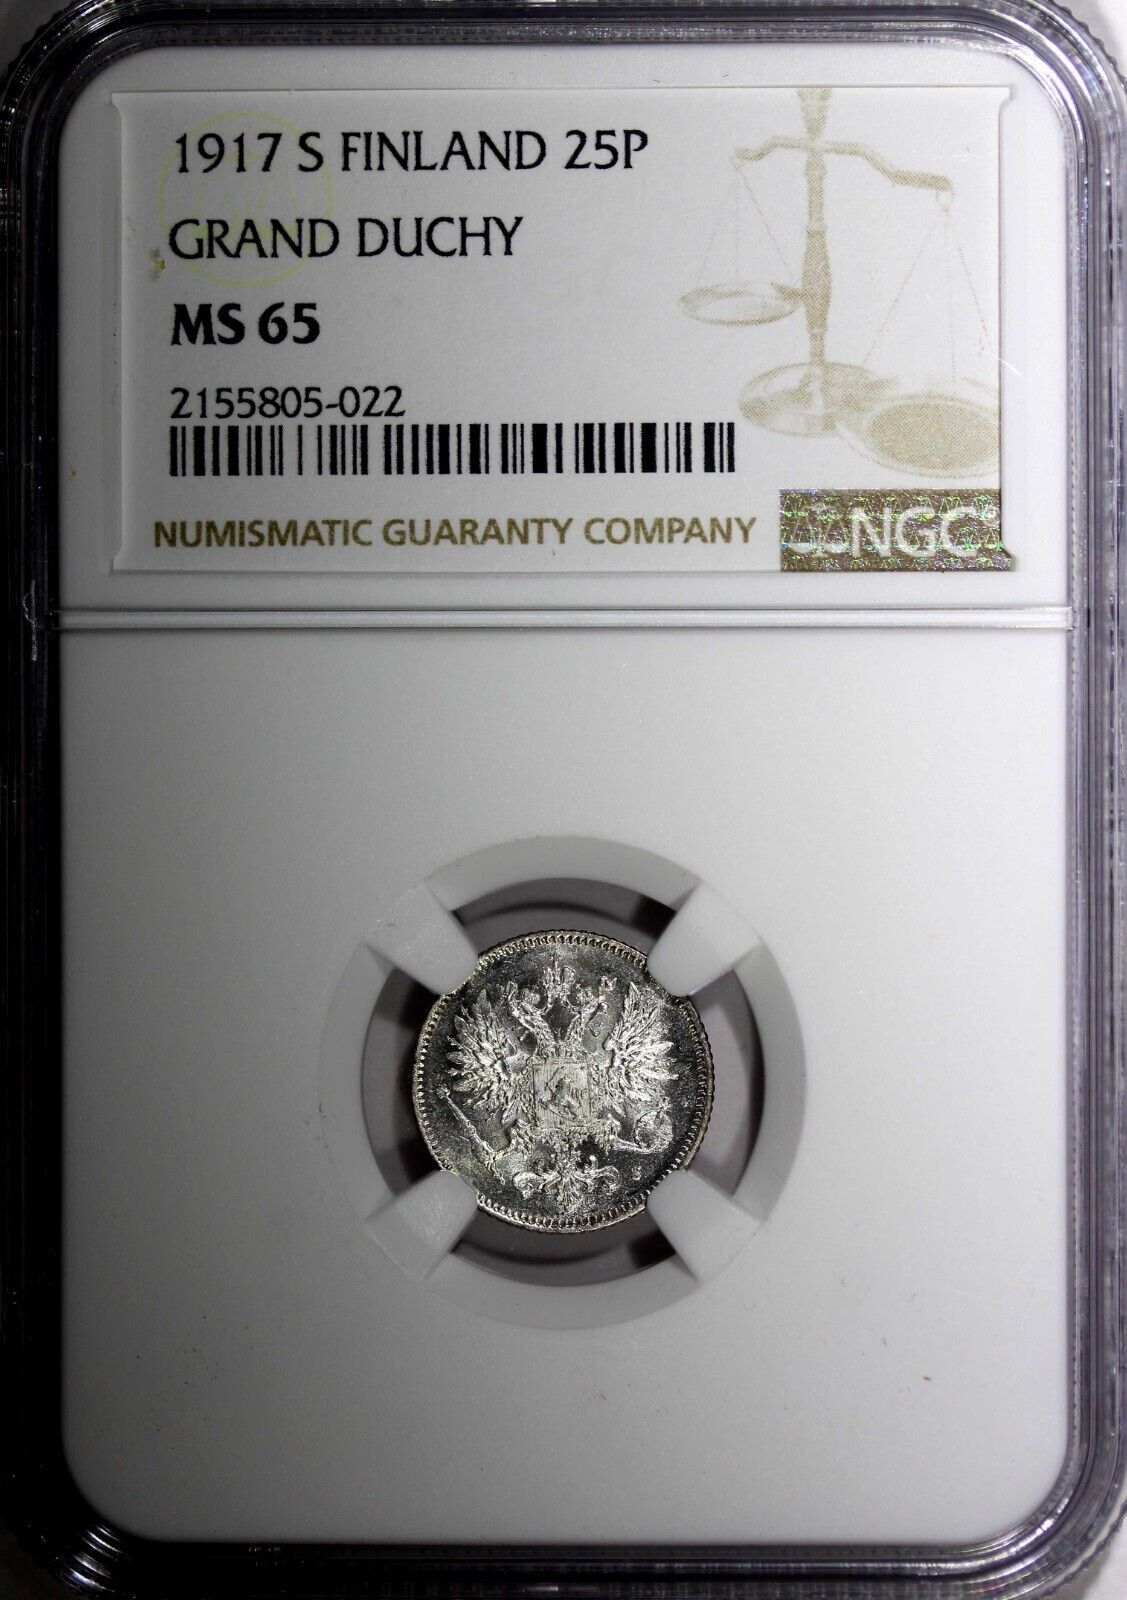 1917 S FINLAND 25P
GRAND DUCHY
MS 65
2155805-022
NUMISMATIC GUARANTY COMPANY
NGC
S